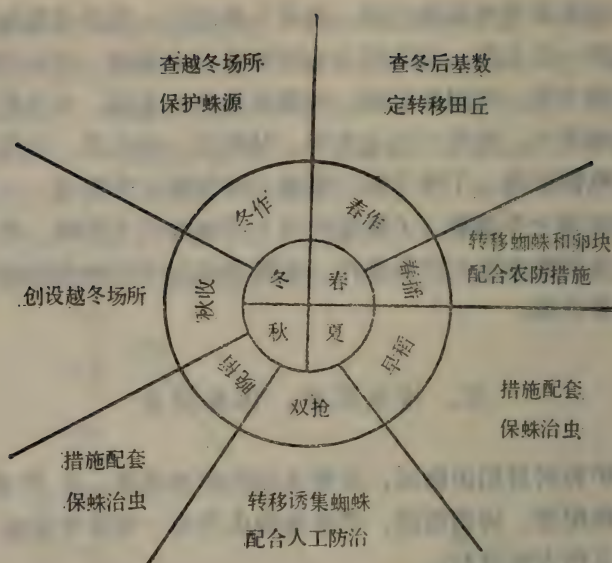 查越冬场所
保护蛛源
查冬后基数
定转移田丘
转移蜘蛛和卵块
配合农防措施
措施配套
保蛛治虫
转移诱集蜘蛛
配合人工防治
措施配套
保蛛治虫
创设越冬场所
冬作
春作
春插
早稻
双抢
晚稻
秋收
冬
春
夏
秋